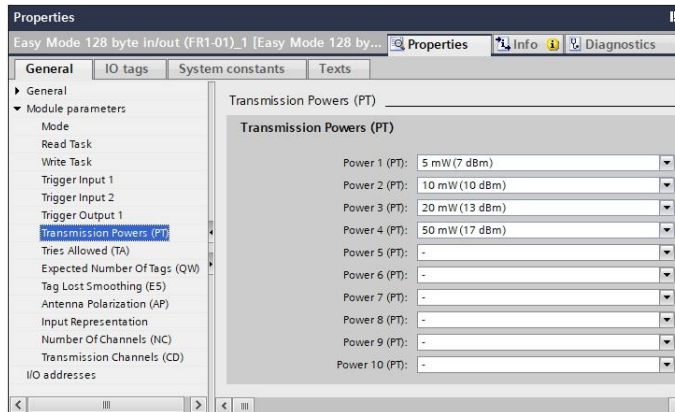 Properties
Easy Mode 128 byte in/out (FR1-01)_1 [Easy Mode 128 by...
Properties
Info
Diagnostics
General
IO tags
System constants
Texts
General
Module parameters
Mode
Read Task
Write Task
Trigger Input 1
Trigger Input 2
Trigger Output 1
Transmission Powers (PT)
Tries Allowed (TA)
Expected Number Of Tags (QW)
Tag Lost Smoothing (E5)
Antenna Polarization (AP)
Input Representation
Number Of Channels (NC)
Transmission Channels (CD)
I/O addresses
Transmission Powers (PT)
Transmission Powers (PT)
Power 1 (PT): 5 mW (7 dBm)
Power 2 (PT): 10 mW (10 dBm)
Power 3 (PT): 20 mW (13 dBm)
Power 4 (PT): 50 mW (17 dBm)
Power 5 (PT): -
Power 6 (PT): -
Power 7 (PT): -
Power 8 (PT): -
Power 9 (PT): -
Power 10 (PT): -